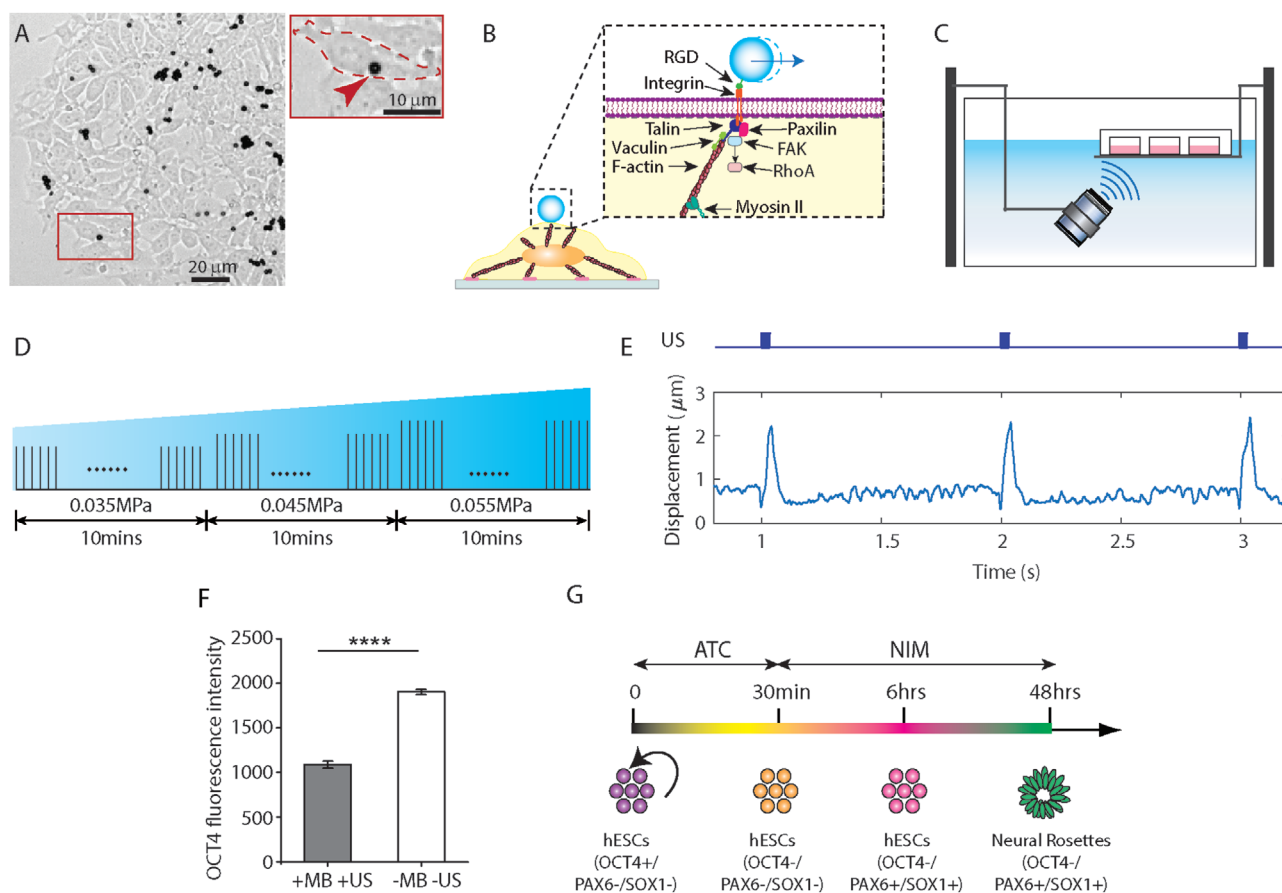 A
10 μm
20 μm
B
RGD
Integrin
Talin
Paxilin
Vaculin
FAK
F-actin
RhoA
Myosin II
C
D
0.035MPa
0.045MPa
0.055MPa
10mins
10mins
10mins
E
US
Displacement (μm)
3
2
1
0
1
1.5
2
2.5
3
Time (s)
F
OCT4 fluorescence intensity
2500
2000
1500
1000
500
0
****
+MB +US
-MB -US
G
ATC
NIM
0
30min
6hrs
48hrs
hESCs
(OCT4+/
PAX6-/SOX1-)
hESCs
(OCT4-/
PAX6-/SOX1-)
hESCs
(OCT4-/
PAX6+/SOX1+)
Neural Rosettes
(OCT4-/
PAX6+/SOX1+)